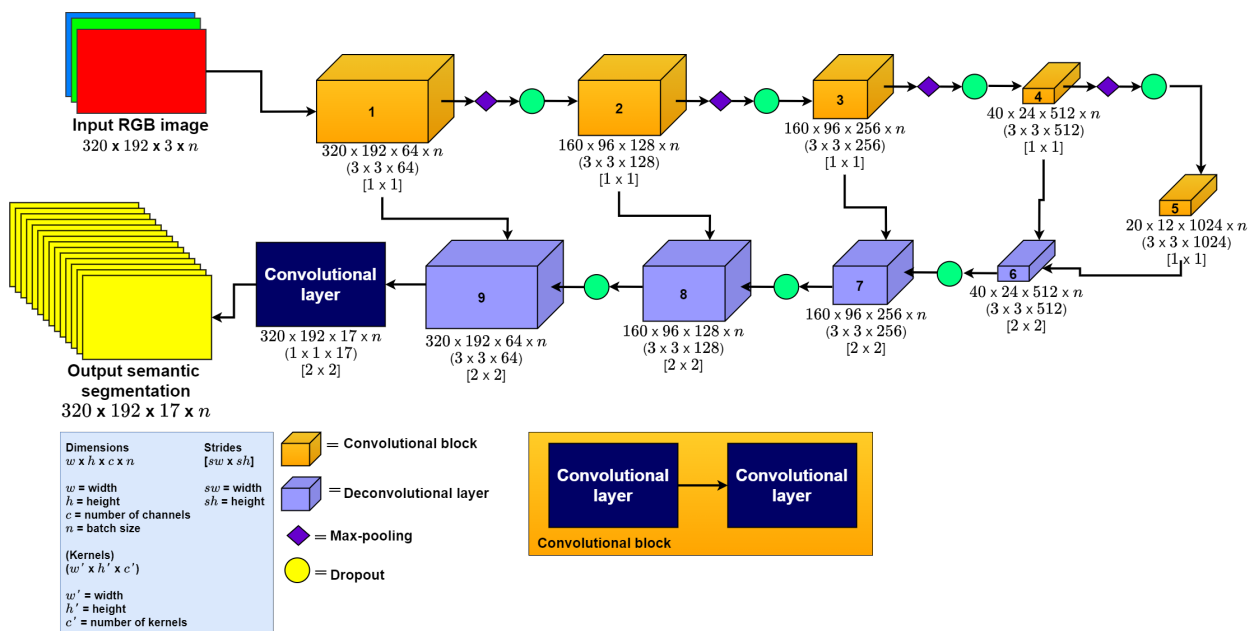 Input RGB image
320 x 192 x 3 x n
1
320 x 192 x 64 x n
(3 x 3 x 64)
[1 x 1]
2
160 x 96 x 128 x n
(3 x 3 x 128)
[1 x 1]
3
160 x 96 x 256 x n
(3 x 3 x 256)
[1 x 1]
4
40 x 24 x 512 x n
(3 x 3 x 512)
[1 x 1]
5
20 x 12 x 1024 x n
(3 x 3 x 1024)
[1 x 1]
6
40 x 24 x 512 x n
(3 x 3 x 512)
[2 x 2]
7
160 x 96 x 256 x n
(3 x 3 x 256)
[2 x 2]
8
160 x 96 x 128 x n
(3 x 3 x 128)
[2 x 2]
9
320 x 192 x 64 x n
(3 x 3 x 64)
[2 x 2]
Convolutional
layer
320 x 192 x 17 x n
(1 x 1 x 17)
[2 x 2]
Output semantic
segmentation
320 x 192 x 17 x n
Dimensions
w x h x c x n
w = width
h = height
c = number of channels
n = batch size
(Kernels)
(w' x h' x c')
w' = width
h' = height
c' = number of kernels
Strides
[sw x sh]
sw = width
sh = height
= Convolutional block
= Deconvolutional layer
= Max-pooling
= Dropout
Convolutional
layer
Convolutional
layer
Convolutional block